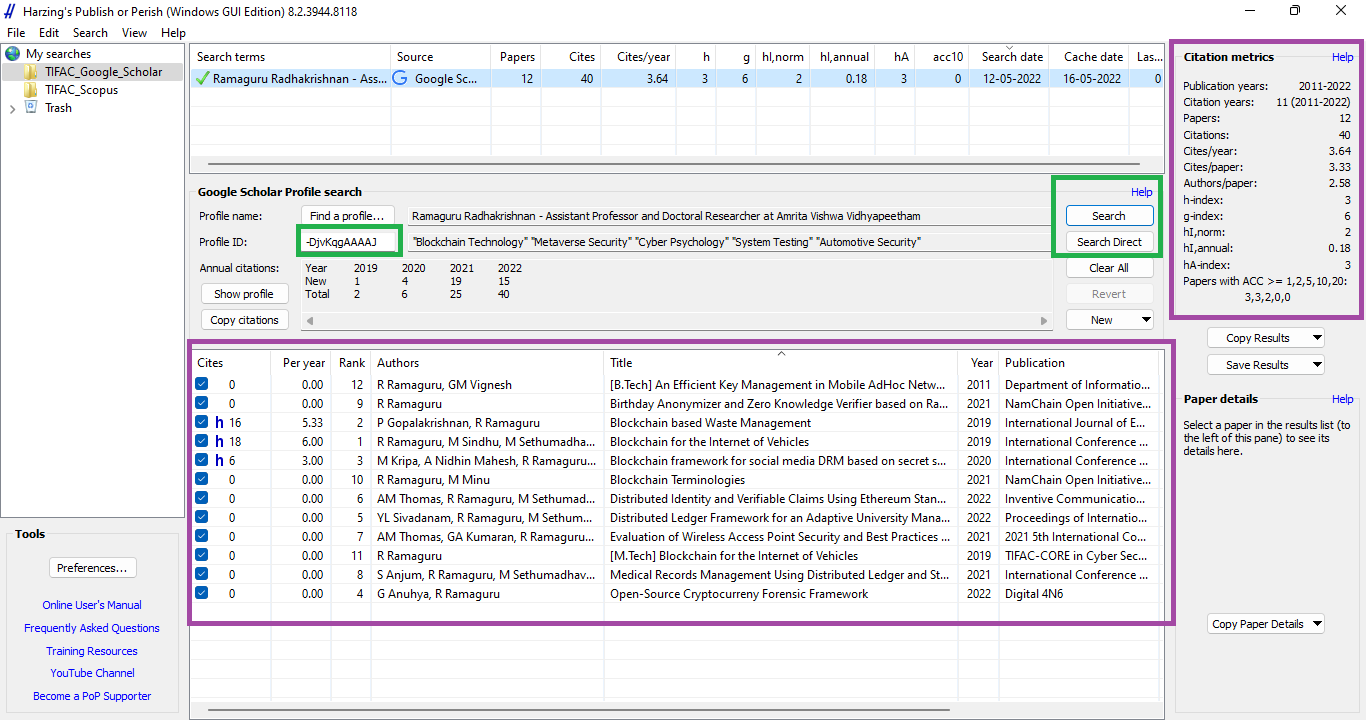 Harzing's Publish or Perish (Windows GUI Edition) 8.2.3944.8118
File Edit Search View Help
My searches
TIFAC_Google_Scholar
TIFAC_Scopus
Trash
Search terms Source Papers Cites Cites/year h g hI,norm hI,annual hA acc10 Search date Cache date Las...
Ramaguru Radhakrishnan - Ass... Google Sc... 12 40 3.64 3 6 2 0.18 3 0 12-05-2022 16-05-2022 0
Google Scholar Profile search Help
Profile name: Find a profile... Ramaguru Radhakrishnan - Assistant Professor and Doctoral Researcher at Amrita Vishwa Vidhyapeetham Search
Profile ID: -DjvKqgAAAAJ "Blockchain Technology" "Metaverse Security" "Cyber Psychology" "System Testing" "Automotive Security" Search Direct
Annual citations: Year 2019 2020 2021 2022 Clear All
New 1 4 19 15
Show profile Total 2 6 25 40 Revert
Copy citations New
Cites Per year Rank Authors Title Year Publication
0 0.00 12 R Ramaguru, GM Vignesh [B.Tech] An Efficient Key Management in Mobile AdHoc Netw... 2011 Department of Informatio...
0 0.00 9 R Ramaguru Birthday Anonymizer and Zero Knowledge Verifier based on Ra... 2021 NamChain Open Initiative...
h 16 5.33 2 P Gopalakrishnan, R Ramaguru Blockchain based Waste Management 2019 International Journal of E...
h 18 6.00 1 R Ramaguru, M Sindhu, M Sethumadha... Blockchain for the Internet of Vehicles 2019 International Conference ...
h 6 3.00 3 M Kripa, A Nidhin Mahesh, R Ramaguru... Blockchain framework for social media DRM based on secret s... 2020 International Conference ...
0 0.00 10 R Ramaguru, M Minu Blockchain Terminologies 2021 NamChain Open Initiative...
0 0.00 6 AM Thomas, R Ramaguru, M Sethumad... Distributed Identity and Verifiable Claims Using Ethereum Stan... 2022 Inventive Communicatio...
0 0.00 5 YL Sivadanam, R Ramaguru, M Sethum... Distributed Ledger Framework for an Adaptive University Mana... 2022 Proceedings of Internatio...
0 0.00 7 AM Thomas, GA Kumaran, R Ramaguru... Evaluation of Wireless Access Point Security and Best Practices ... 2021 2021 5th International Co...
0 0.00 11 R Ramaguru [M.Tech] Blockchain for the Internet of Vehicles 2019 TIFAC-CORE in Cyber Sec...
0 0.00 8 S Anjum, R Ramaguru, M Sethumadhav... Medical Records Management Using Distributed Ledger and St... 2021 International Conference ...
0 0.00 4 G Anuhya, R Ramaguru Open-Source Cryptocurreny Forensic Framework 2022 Digital 4N6
Citation metrics Help
Publication years: 2011-2022
Citation years: 11 (2011-2022)
Papers: 12
Citations: 40
Cites/year: 3.64
Cites/paper: 3.33
Authors/paper: 2.58
h-index: 3
g-index: 6
hI,norm: 2
hI,annual: 0.18
hA-index: 3
Papers with ACC >= 1,2,5,10,20:
3,3,2,0,0
Copy Results
Save Results
Paper details Help
Select a paper in the results list (to
the left of this pane) to see its
details here.
Copy Paper Details
Tools
Preferences...
Online User's Manual
Frequently Asked Questions
Training Resources
YouTube Channel
Become a PoP Supporter